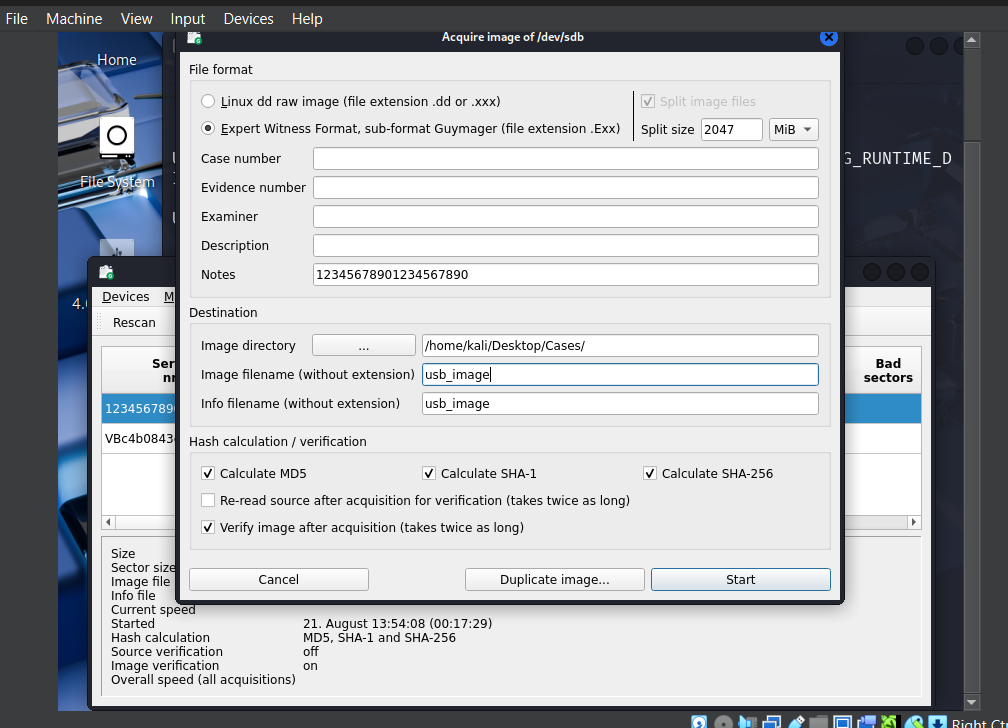 File Machine View Input Devices Help
Acquire image of /dev/sdb
Home
File System
4.
G_RUNTIME_D
File format
Linux dd raw image (file extension .dd or .xxx)
Split image files
Expert Witness Format, sub-format Guymager (file extension .Exx)
Split size 2047 MiB
Case number
Evidence number
Examiner
Description
Notes 12345678901234567890
Destination
Image directory ... /home/kali/Desktop/Cases/
Image filename (without extension) usb_image
Info filename (without extension) usb_image
Hash calculation / verification
Calculate MD5 Calculate SHA-1 Calculate SHA-256
Re-read source after acquisition for verification (takes twice as long)
Verify image after acquisition (takes twice as long)
Cancel Duplicate image... Start
Devices M
Rescan
Ser
nr
Bad
sectors
123456789
VBc4b0843
Size
Sector size
Image file
Info file
Current speed
Started 21. August 13:54:08 (00:17:29)
Hash calculation MD5, SHA-1 and SHA-256
Source verification off
Image verification on
Overall speed (all acquisitions)
Right Ct